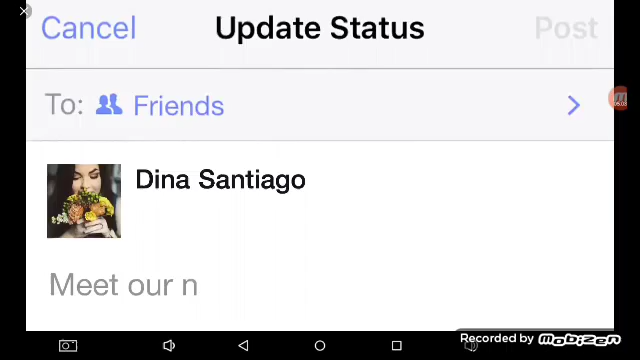 Cancel Update Status Post
To: Friends
Dina Santiago
Meet our n
Recorded by MOBIZEN